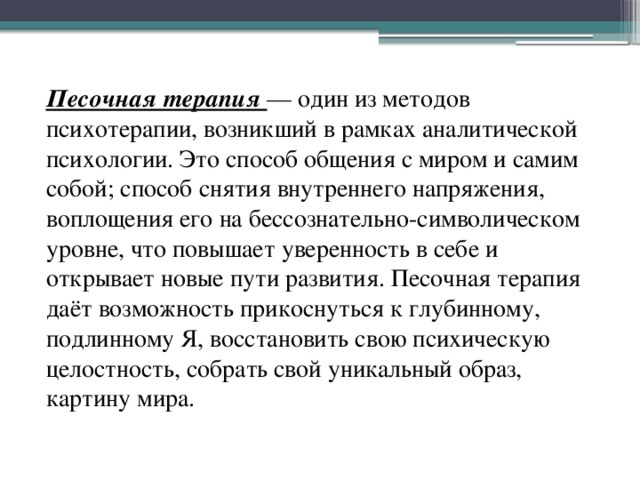 Песочная терапия — один из методов
психотерапии, возникший в рамках аналитической
психологии. Это способ общения с миром и самим
собой; способ снятия внутреннего напряжения,
воплощения его на бессознательно-символическом
уровне, что повышает уверенность в себе и
открывает новые пути развития. Песочная терапия
даёт возможность прикоснуться к глубинному,
подлинному Я, восстановить свою психическую
целостность, собрать свой уникальный образ,
картину мира.